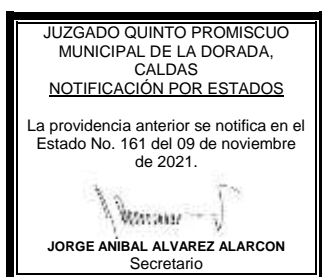 JUZGADO QUINTO PROMISCUO
MUNICIPAL DE LA DORADA,
CALDAS
NOTIFICACIÓN POR ESTADOS
La providencia anterior se notifica en el
Estado No. 161 del 09 de noviembre
de 2021.
JORGE ANIBAL ALVAREZ ALARCON
Secretario